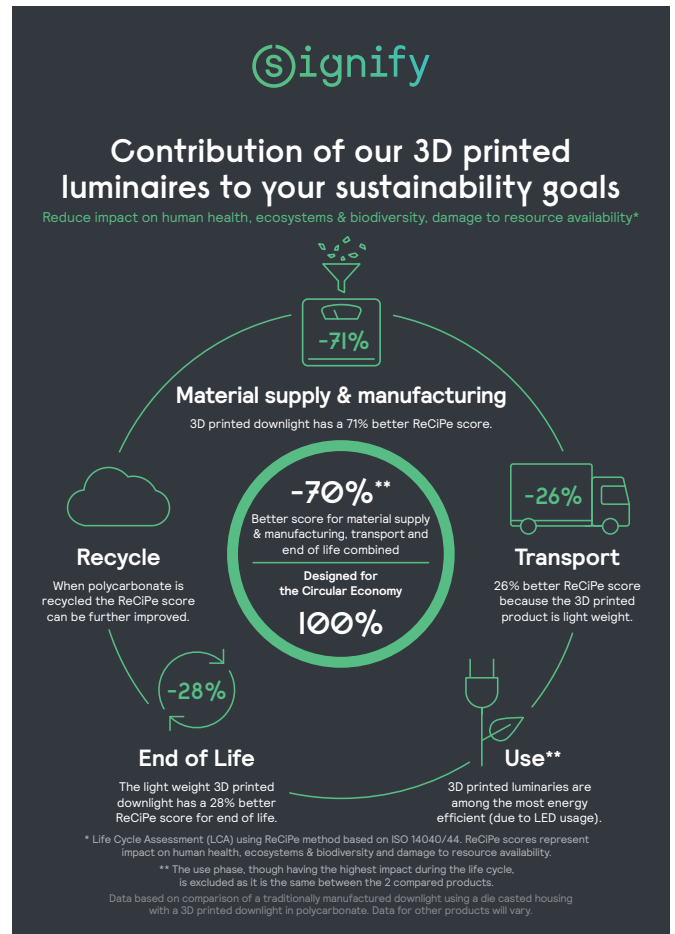 signify
Contribution of our 3D printed
luminaires to your sustainability goals
Reduce impact on human health, ecosystems & biodiversity, damage to resource availability*
-71%
Material supply & manufacturing
3D printed downlight has a 71% better ReCiPe score.
-70%**
Better score for material supply
& manufacturing, transport and
end of life combined
Designed for
the Circular Economy
100%
-26%
Transport
26% better ReCiPe score
because the 3D printed
product is light weight.
Use**
3D printed luminaries are
among the most energy
efficient (due to LED usage).
-28%
End of Life
The light weight 3D printed
downlight has a 28% better
ReCiPe score for end of life.
Recycle
When polycarbonate is
recycled the ReCiPe score
can be further improved.
* Life Cycle Assessment (LCA) using ReCiPe method based on ISO 14040/44. ReCiPe scores represent
impact on human health, ecosystems & biodiversity and damage to resource availability.
** The use phase, though having the highest impact during the life cycle,
is excluded as it is the same between the 2 compared products.
Data based on comparison of a traditionally manufactured downlight using a die casted housing
with a 3D printed downlight in polycarbonate. Data for other products will vary.